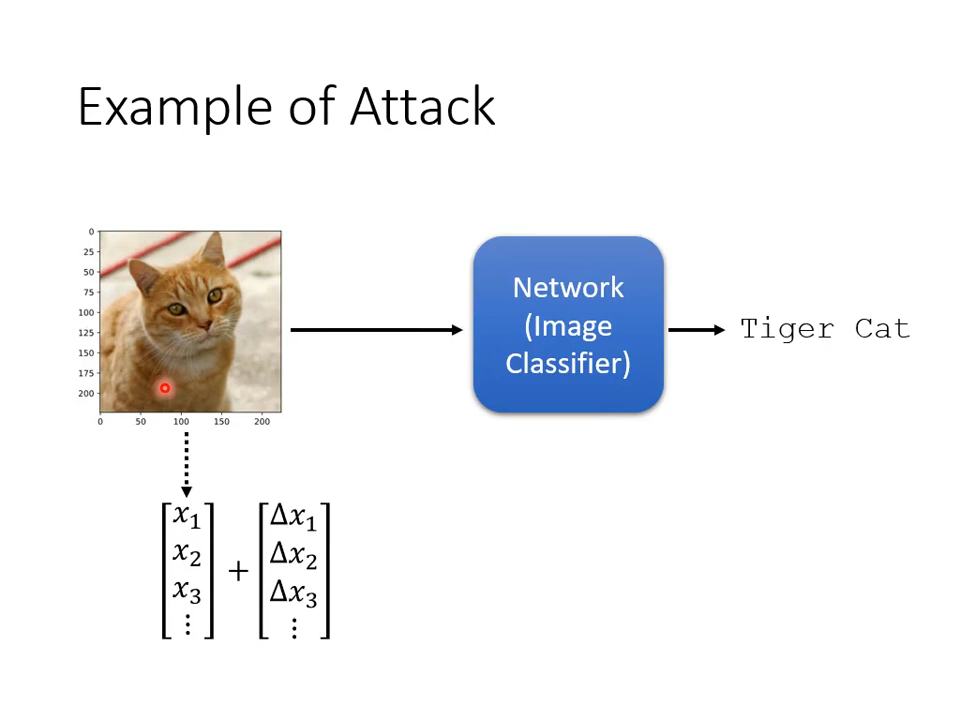 Example of Attack
0
25
50
75
100
125
150
175
200
0 50 100 150 200
Network
(Image
Classifier)
Tiger Cat
x₁
x₂
x₃
⋮
+
Δx₁
Δx₂
Δx₃
⋮